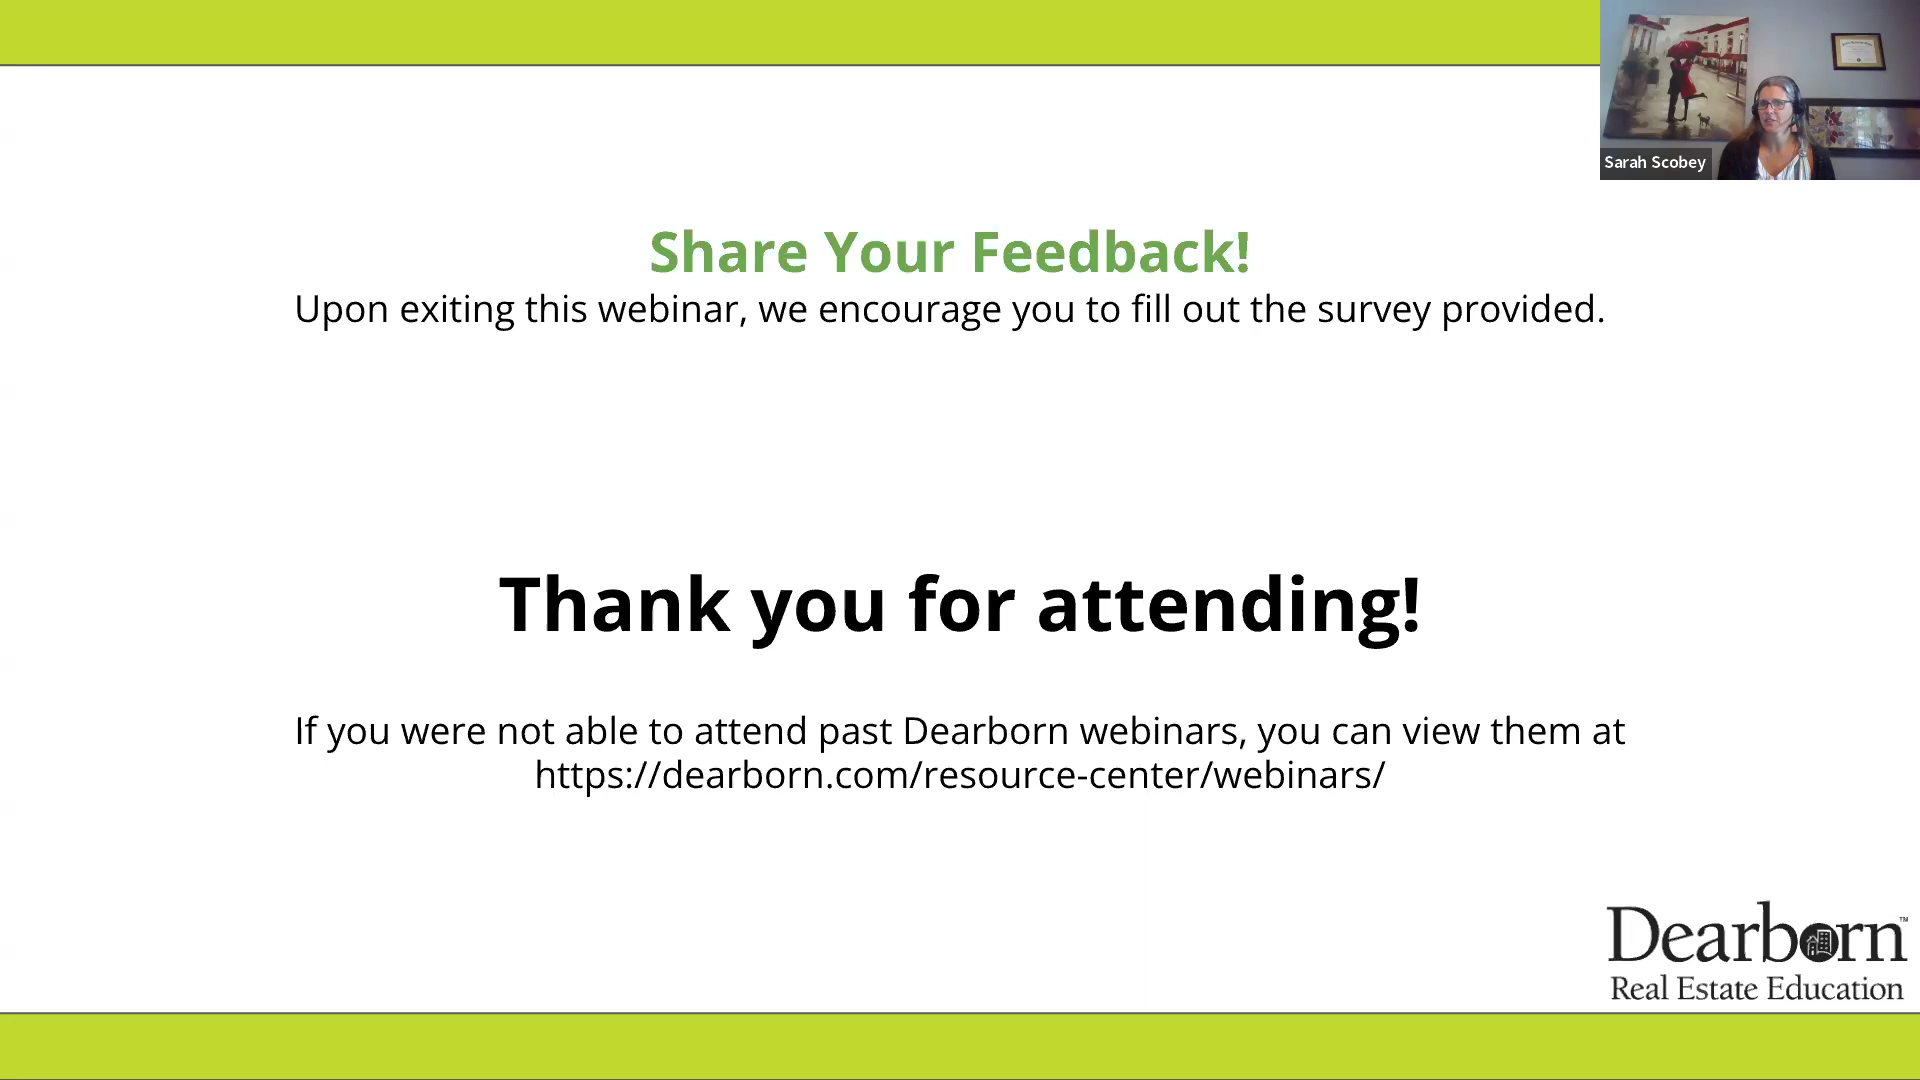 Sarah Scobey
Share Your Feedback!
Upon exiting this webinar, we encourage you to fill out the survey provided.
Thank you for attending!
If you were not able to attend past Dearborn webinars, you can view them at
https://dearborn.com/resource-center/webinars/
Dearborn™
Real Estate Education